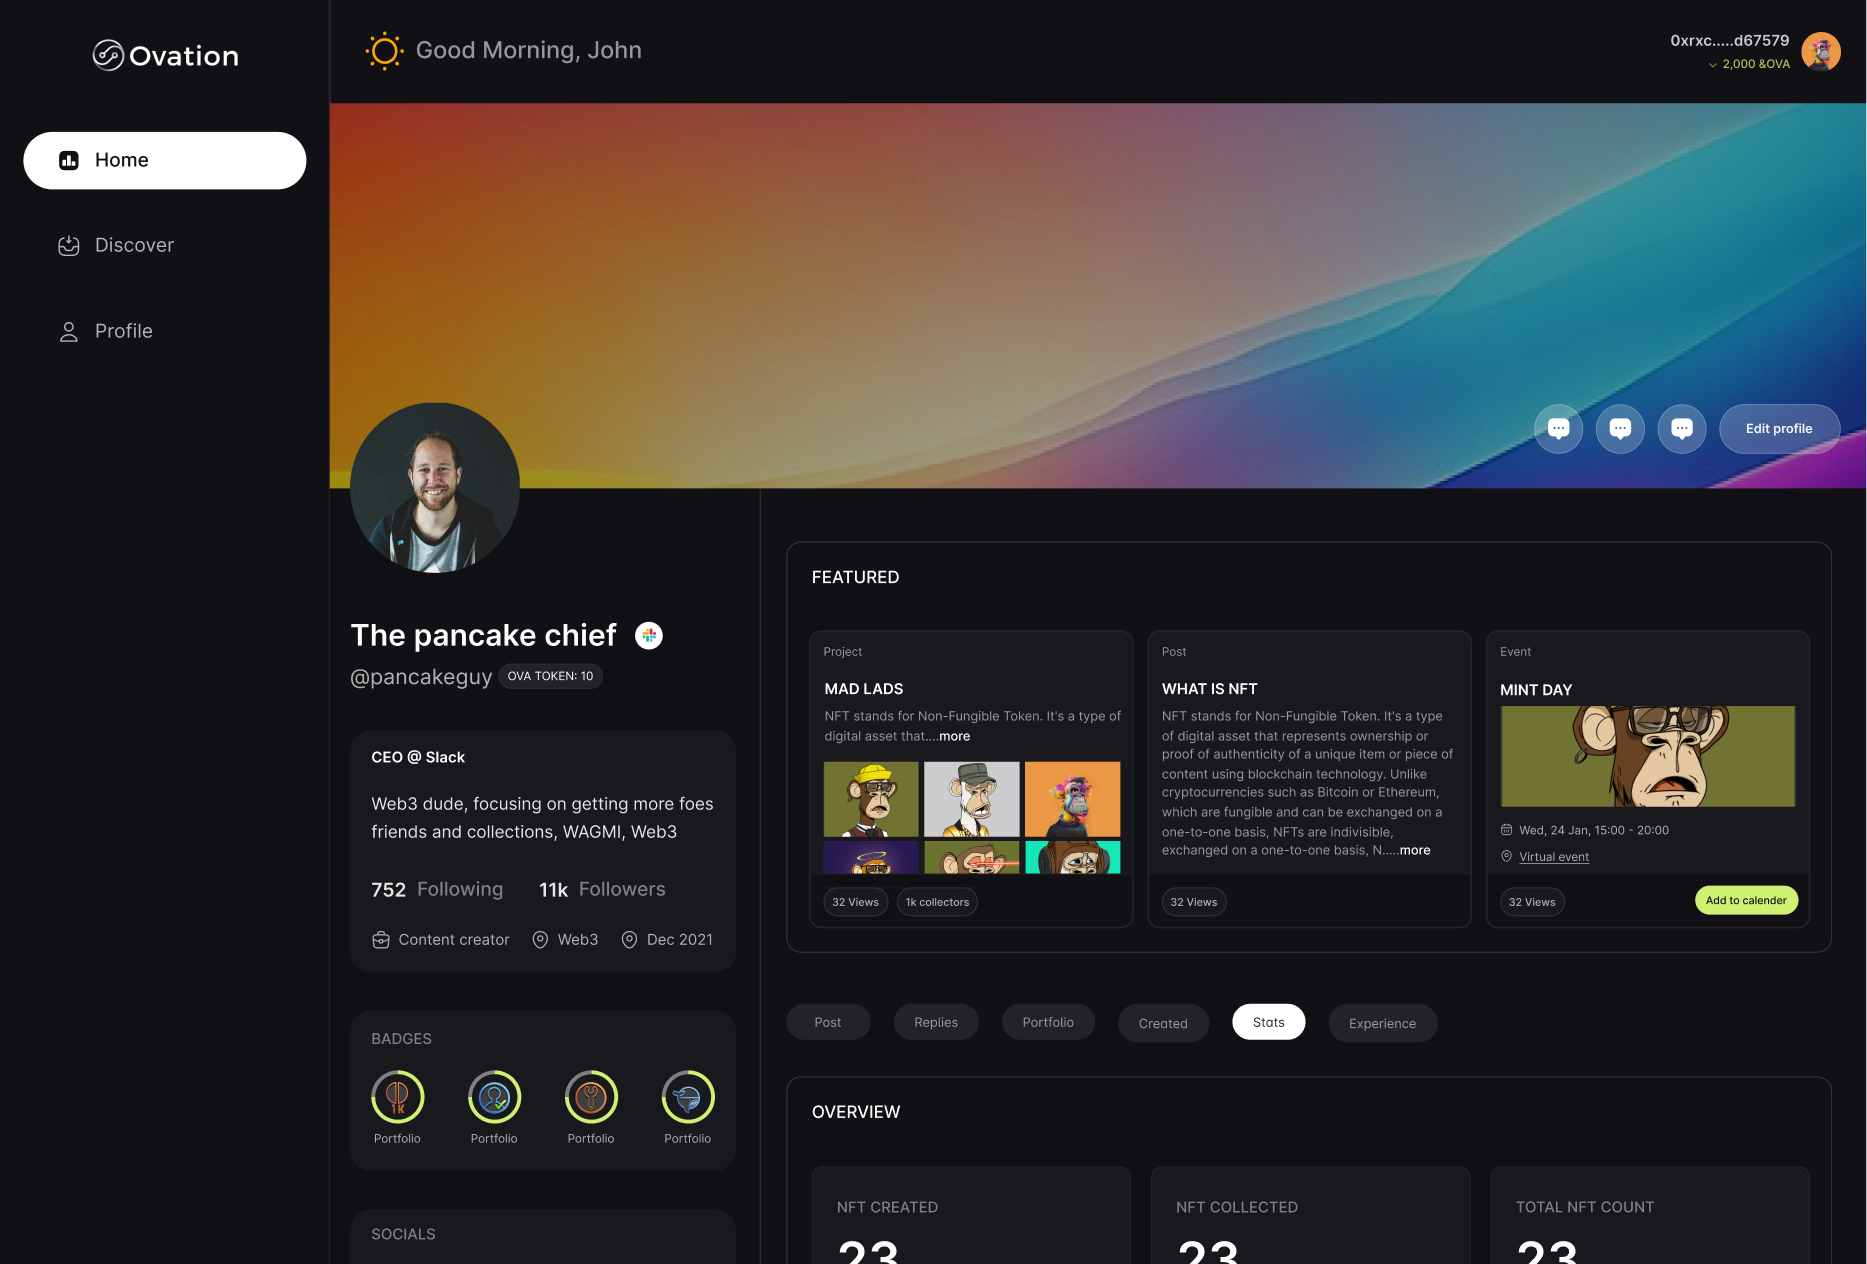 Ovation
Good Morning, John
0xrxc.....d67579
2,000 &OVA
Home
Discover
Profile
Edit profile
The pancake chief
@pancakeguy
OVA TOKEN: 10
CEO @ Slack
Web3 dude, focusing on getting more foes
friends and collections, WAGMI, Web3
752 Following 11k Followers
Content creator Web3 Dec 2021
BADGES
1K
Portfolio Portfolio Portfolio Portfolio
SOCIALS
FEATURED
Project
MAD LADS
NFT stands for Non-Fungible Token. It's a type of
digital asset that....more
32 Views 1k collectors
Post
WHAT IS NFT
NFT stands for Non-Fungible Token. It's a type
of digital asset that represents ownership or
proof of authenticity of a unique item or piece of
content using blockchain technology. Unlike
cryptocurrencies such as Bitcoin or Ethereum,
which are fungible and can be exchanged on a
one-to-one basis, NFTs are indivisible,
exchanged on a one-to-one basis, N.....more
32 Views
Event
MINT DAY
Wed, 24 Jan, 15:00 - 20:00
Virtual event
32 Views
Add to calender
Post Replies Portfolio Created Stats Experience
OVERVIEW
NFT CREATED
23
NFT COLLECTED
23
TOTAL NFT COUNT
23